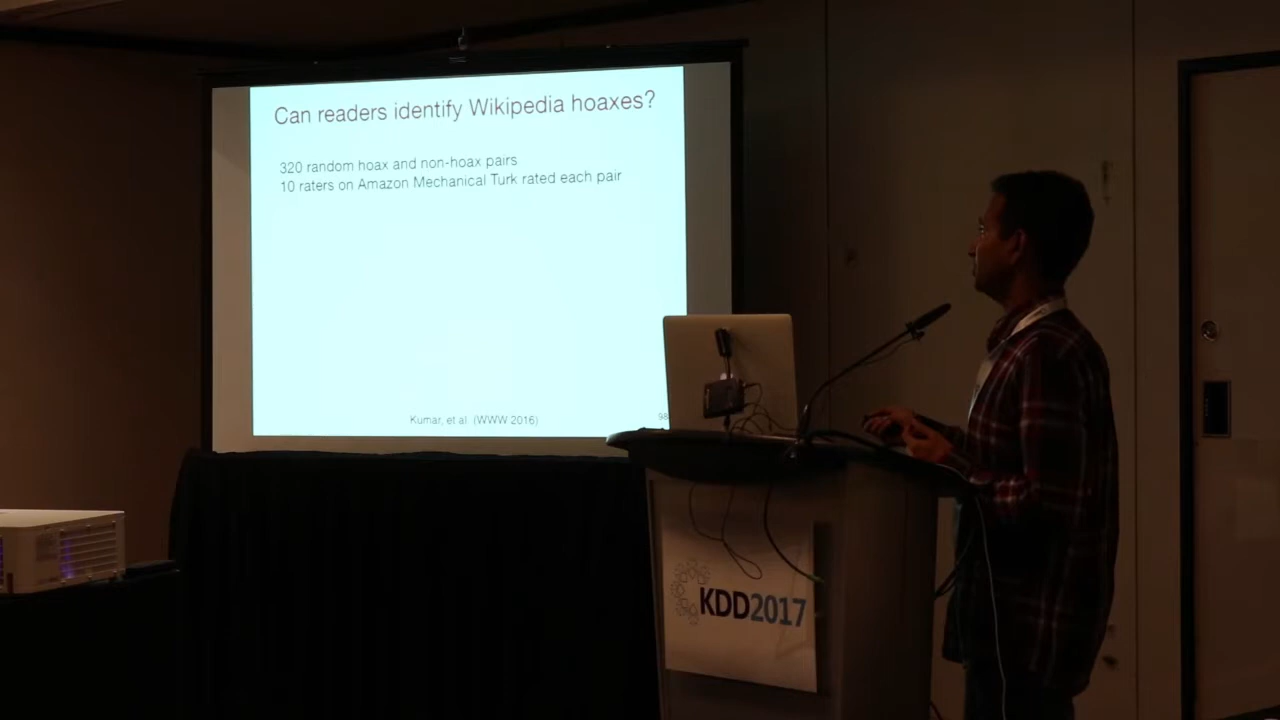 Can readers identify Wikipedia hoaxes?
320 random hoax and non-hoax pairs
10 raters on Amazon Mechanical Turk rated each pair
Kumar, et al. (WWW 2016)
98
KDD2017